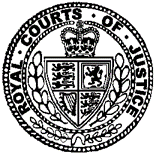 ROYAL · COURTS · OF · JUSTICE